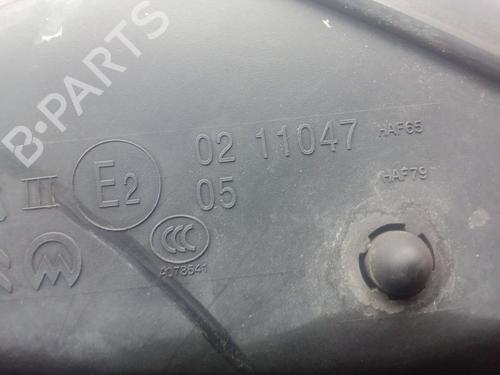 B-PARTS
02 11047 HAF65
III E2 05 HAF79
CCC
A078541